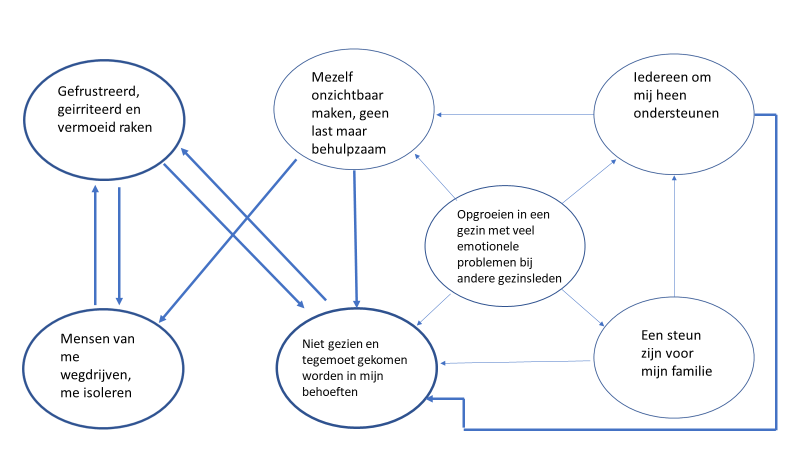 Gefrustreerd,
geirriteerd en
vermoeid raken
Mezelf
onzichtbaar
maken, geen
last maar
behulpzaam
Iedereen om
mij heen
ondersteunen
Opgroeien in een
gezin met veel
emotionele
problemen bij
andere gezinsleden
Mensen van
me
wegdrijven,
me isoleren
Niet gezien en
tegemoet gekomen
worden in mijn
behoeften
Een steun
zijn voor
mijn familie